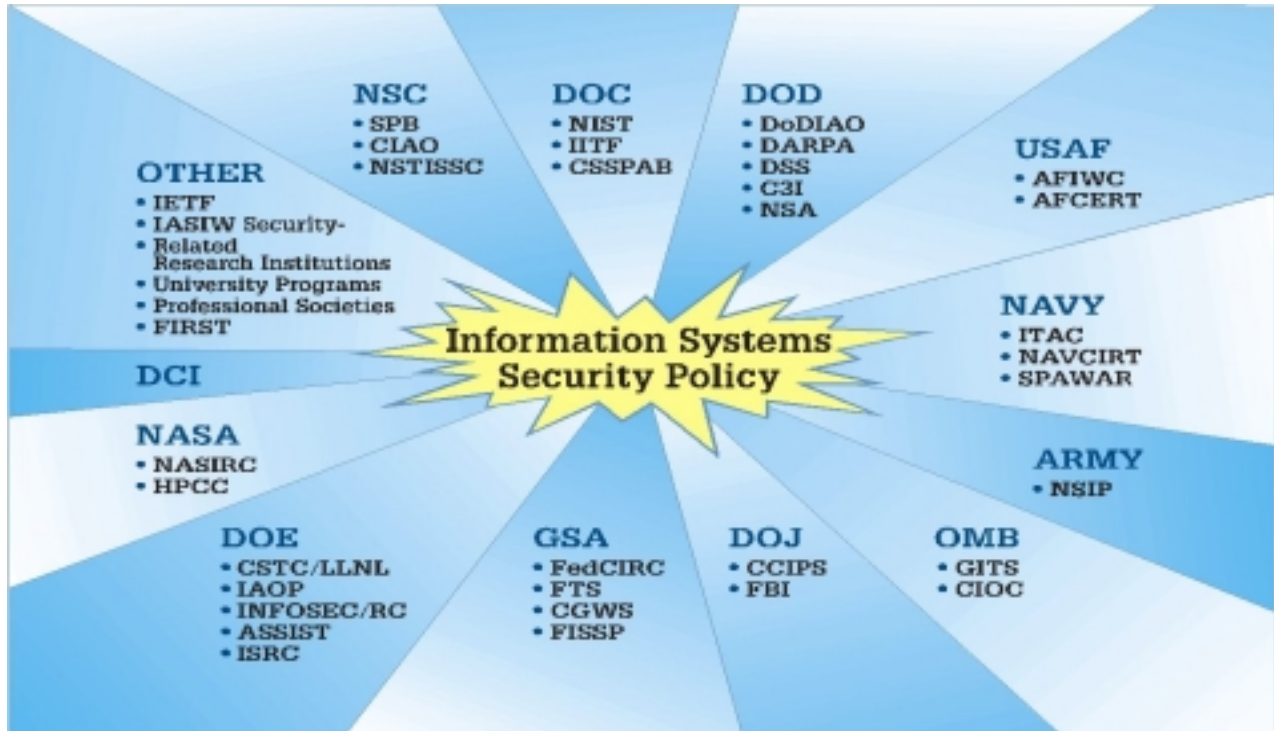 NSC
• SPB
• CIAO
• NSTISSC
DOC
• NIST
• IITF
• CSSPAB
DOD
• DoDIAO
• DARPA
• DSS
• C3I
• NSA
USAF
• AFIWC
• AFCERT
OTHER
• IETF
• IASIW Security-
• Related
Research Institutions
• University Programs
• Professional Societies
• FIRST
Information Systems
Security Policy
NAVY
• ITAC
• NAVCIRT
• SPAWAR
DCI
NASA
• NASIRC
• HPCC
ARMY
• NSIP
DOE
• CSTC/LLNL
• IAOP
• INFOSEC/RC
• ASSIST
• ISRC
GSA
• FedCIRC
• FTS
• CGWS
• FISSP
DOJ
• CCIPS
• FBI
OMB
• GITS
• CIOC